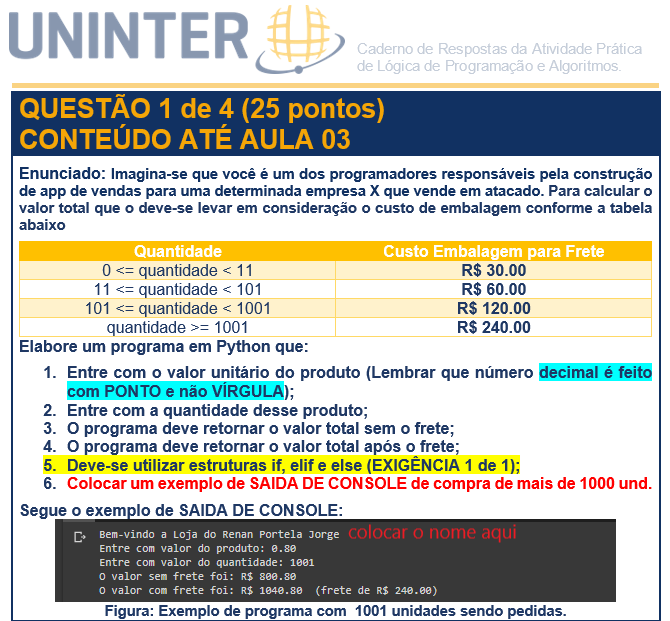 UNINTER
Caderno de Respostas da Atividade Prática
de Lógica de Programação e Algoritmos.
QUESTÃO 1 de 4 (25 pontos)
CONTEÚDO ATÉ AULA 03
Enunciado: Imagina-se que você é um dos programadores responsáveis pela construção
de app de vendas para uma determinada empresa X que vende em atacado. Para calcular o
valor total que o deve-se levar em consideração o custo de embalagem conforme a tabela
abaixo
Quantidade Custo Embalagem para Frete
0 <= quantidade < 11 R$ 30.00
11 <= quantidade < 101 R$ 60.00
101 <= quantidade < 1001 R$ 120.00
quantidade >= 1001 R$ 240.00
Elabore um programa em Python que:
1. Entre com o valor unitário do produto (Lembrar que número decimal é feito
com PONTO e não VÍRGULA);
2. Entre com a quantidade desse produto;
3. O programa deve retornar o valor total sem o frete;
4. O programa deve retornar o valor total após o frete;
5. Deve-se utilizar estruturas if, elif e else (EXIGÊNCIA 1 de 1);
6. Colocar um exemplo de SAIDA DE CONSOLE de compra de mais de 1000 und.
Segue o exemplo de SAIDA DE CONSOLE:
Bem-vindo a Loja do Renan Portela Jorge colocar o nome aqui
Entre com valor do produto: 0.80
Entre com valor do quantidade: 1001
O valor sem frete foi: R$ 800.80
O valor com frete foi: R$ 1040.80 (frete de R$ 240.00)
Figura: Exemplo de programa com 1001 unidades sendo pedidas.